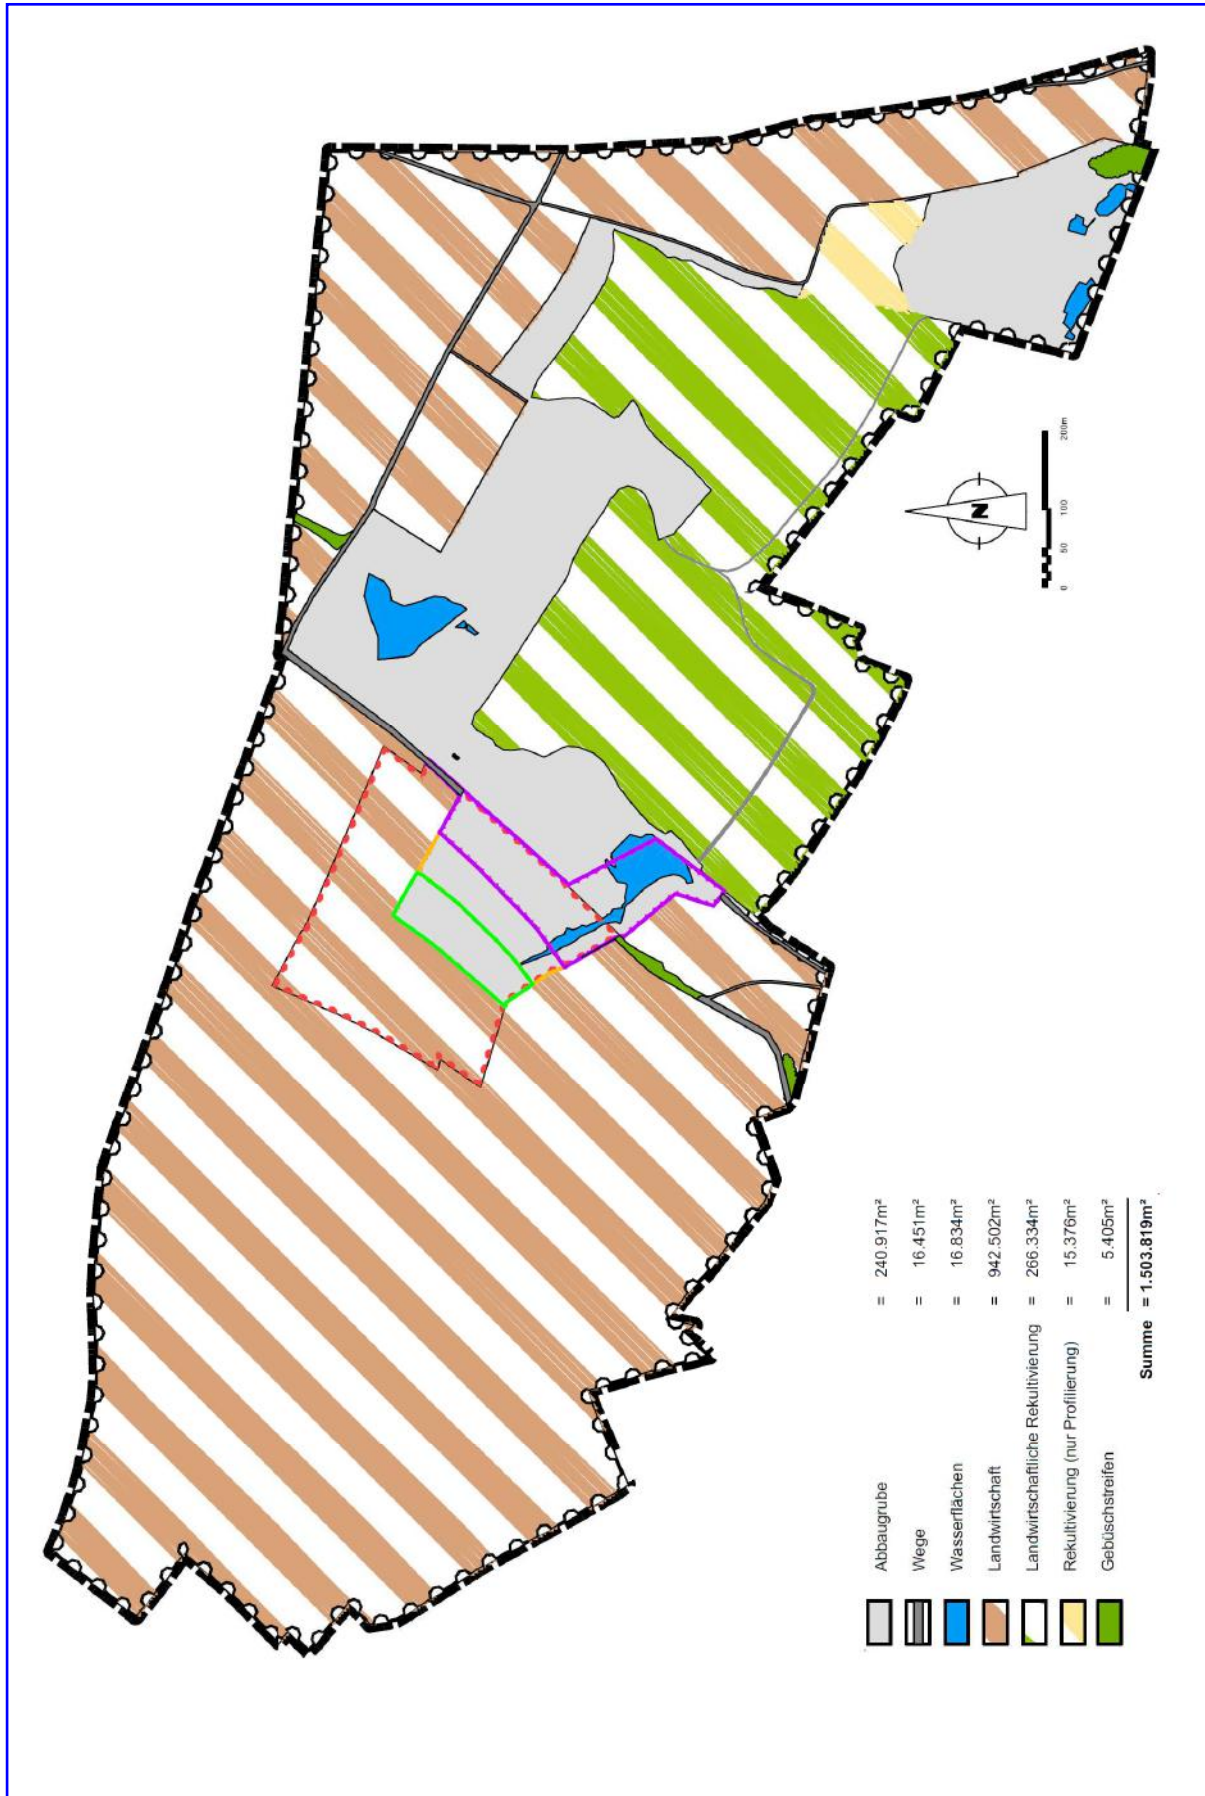 N
0 50 100 200m
Abbaugrube = 240.917m²
Wege = 16.451m²
Wasserflächen = 16.834m²
Landwirtschaft = 942.502m²
Landwirtschaftliche Rekultivierung = 266.334m²
Rekultivierung (nur Profilierung) = 15.376m²
Gebüschstreifen = 5.405m²
Summe = 1.503.819m²